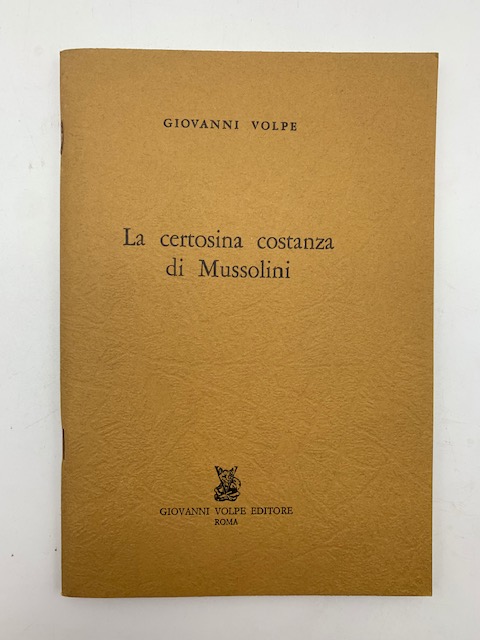 GIOVANNI VOLPE
La certosina costanza
di Mussolini
GIOVANNI VOLPE EDITORE
ROMA